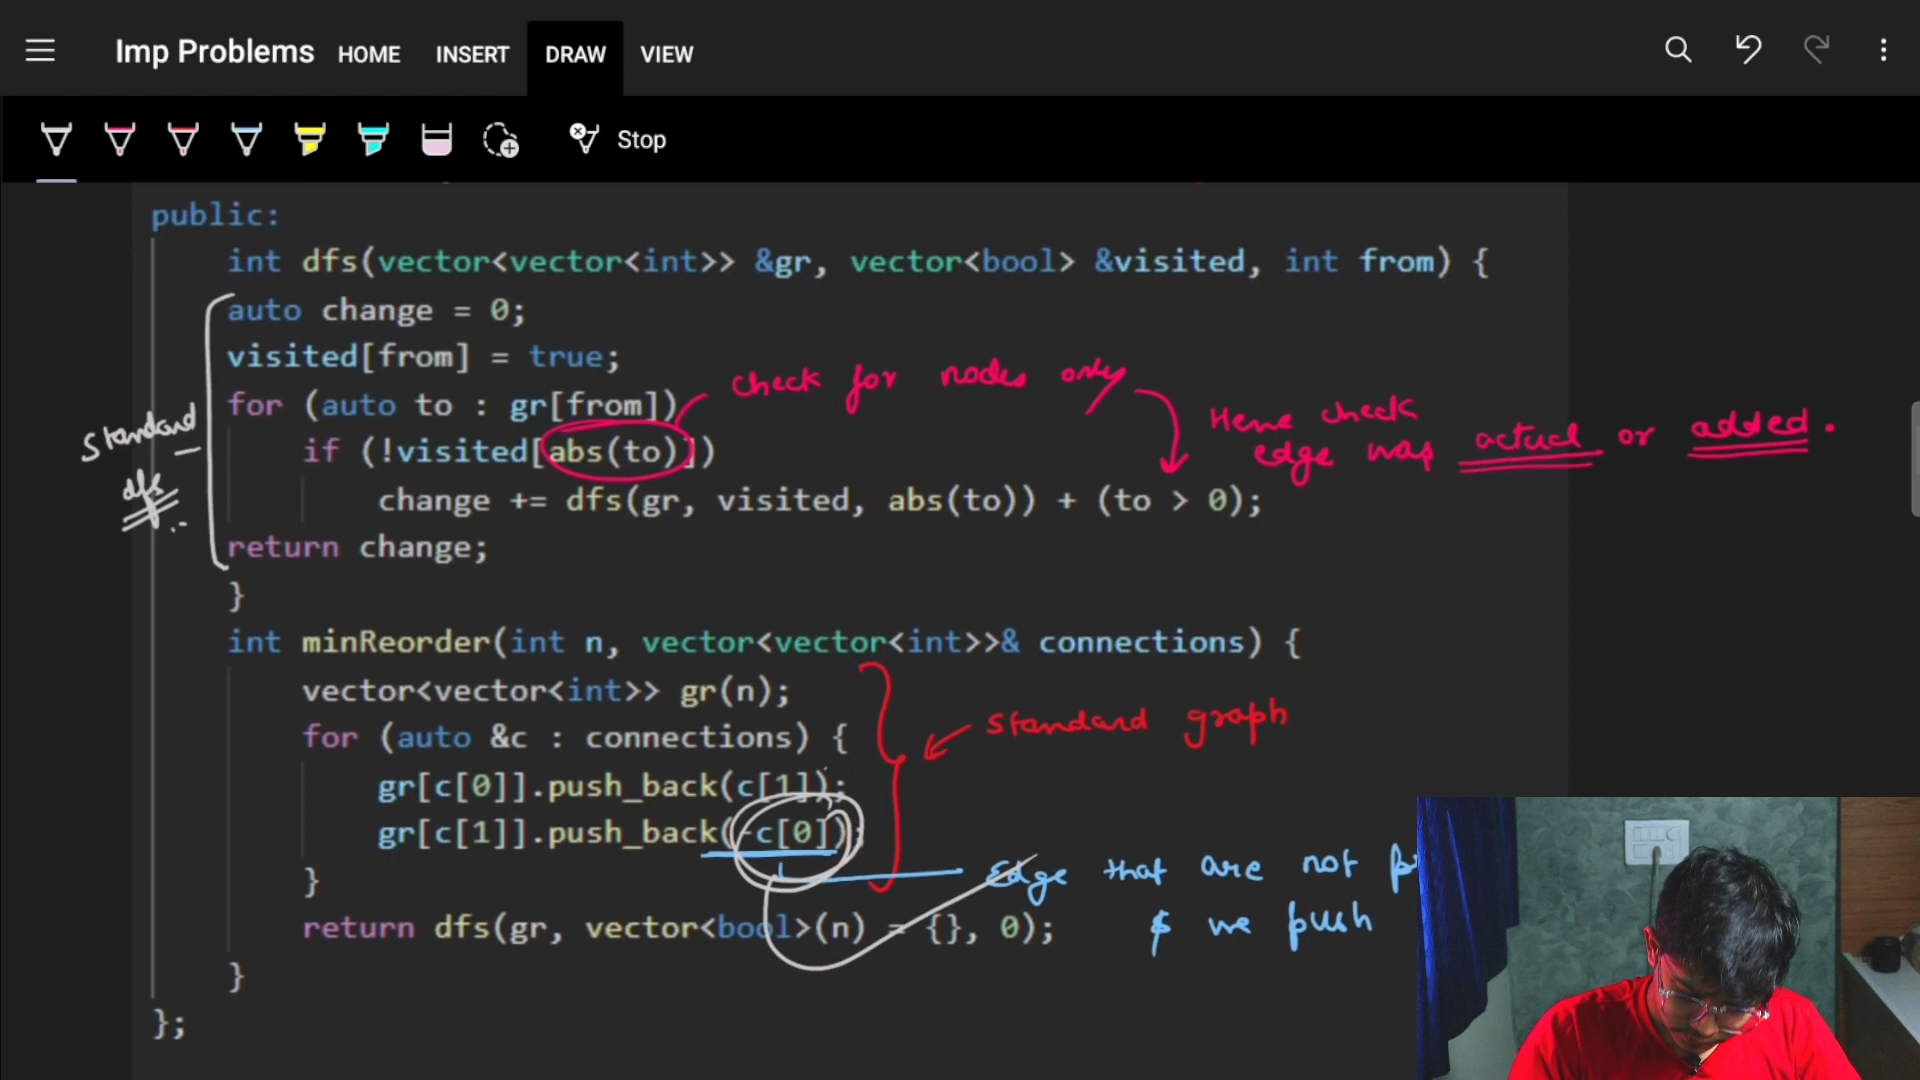 Imp Problems HOME INSERT DRAW VIEW
Stop
public:
int dfs(vector<vector<int>> &gr, vector<bool> &visited, int from) {
auto change = 0;
visited[from] = true;
check for nodes only
for (auto to : gr[from])
Hene check
edge was actual or added.
Standard
dfs
if (!visited[abs(to)])
change += dfs(gr, visited, abs(to)) + (to > 0);
return change;
}
int minReorder(int n, vector<vector<int>>& connections) {
vector<vector<int>> gr(n);
standard graph
for (auto &c : connections) {
gr[c[0]].push_back(c[1]);
gr[c[1]].push_back(-c[0]);
Edge that are not
}
& we push
return dfs(gr, vector<bool>(n) = {}, 0);
}
};